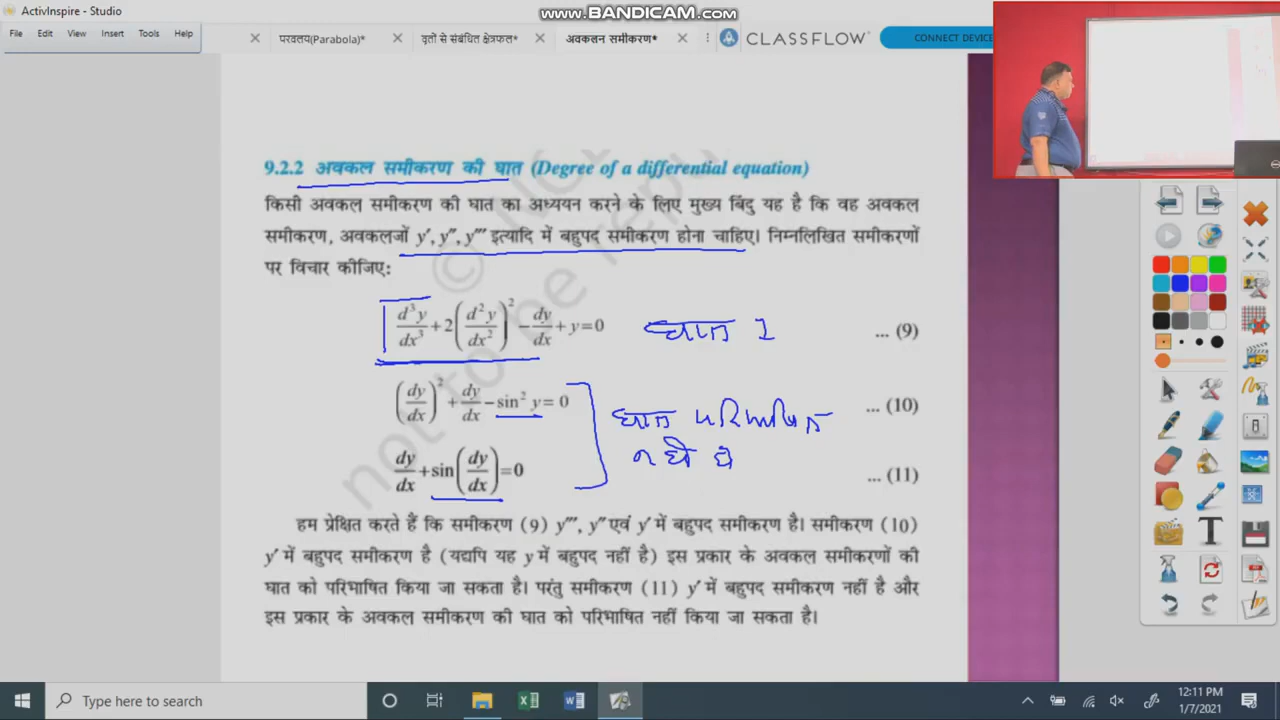 www.BANDICAM.com
ActivInspire - Studio
File Edit View Insert Tools Help
परवलय(Parabola)* वृतों से संबंधित क्षेत्रफल* अवकलन समीकरण* CLASSFLOW CONNECT DEVICE
9.2.2 अवकल समीकरण की घात (Degree of a differential equation)
किसी अवकल समीकरण की घात का अध्ययन करने के लिए मुख्य बिंदु यह है कि वह अवकल
समीकरण, अवकलजों y′, y″, y‴ इत्यादि में बहुपद समीकरण होना चाहिए। निम्नलिखित समीकरणों
पर विचार कीजिए:
d³y/dx³ + 2(d²y/dx²)² − dy/dx + y = 0 घात 1 ... (9)
(dy/dx)² + dy/dx − sin² y = 0 ... (10)
घात परिभाषित
नही है
dy/dx + sin(dy/dx) = 0 ... (11)
हम प्रेक्षित करते हैं कि समीकरण (9) y‴, y″ एवं y′ में बहुपद समीकरण है। समीकरण (10)
y′ में बहुपद समीकरण है (यद्यपि यह y में बहुपद नहीं है) इस प्रकार के अवकल समीकरणों की
घात को परिभाषित किया जा सकता है। परंतु समीकरण (11) y′ में बहुपद समीकरण नहीं है और
इस प्रकार के अवकल समीकरण की घात को परिभाषित नहीं किया जा सकता है।
not to be repu
Type here to search
12:11 PM
1/7/2021